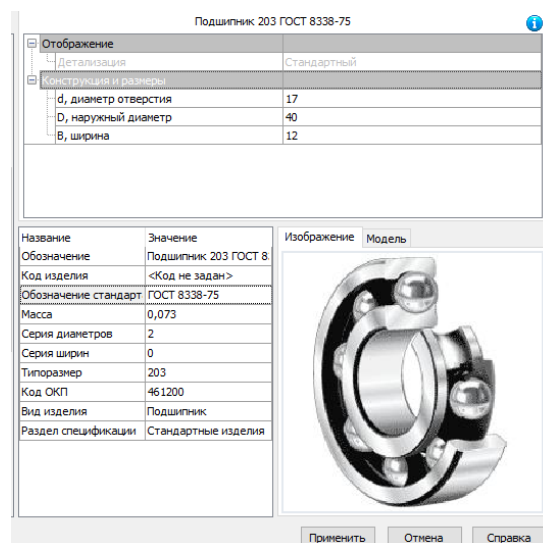 Подшипник 203 ГОСТ 8338-75
Отображение
Детализация Стандартный
Конструкция и размеры
d, диаметр отверстия 17
D, наружный диаметр 40
B, ширина 12
Название Значение
Обозначение Подшипник 203 ГОСТ 8
Код изделия <Код не задан>
Обозначение стандарт ГОСТ 8338-75
Масса 0,073
Серия диаметров 2
Серия ширин 0
Типоразмер 203
Код ОКП 461200
Вид изделия Подшипник
Раздел спецификации Стандартные изделия
Изображение Модель
Применить Отмена Справка